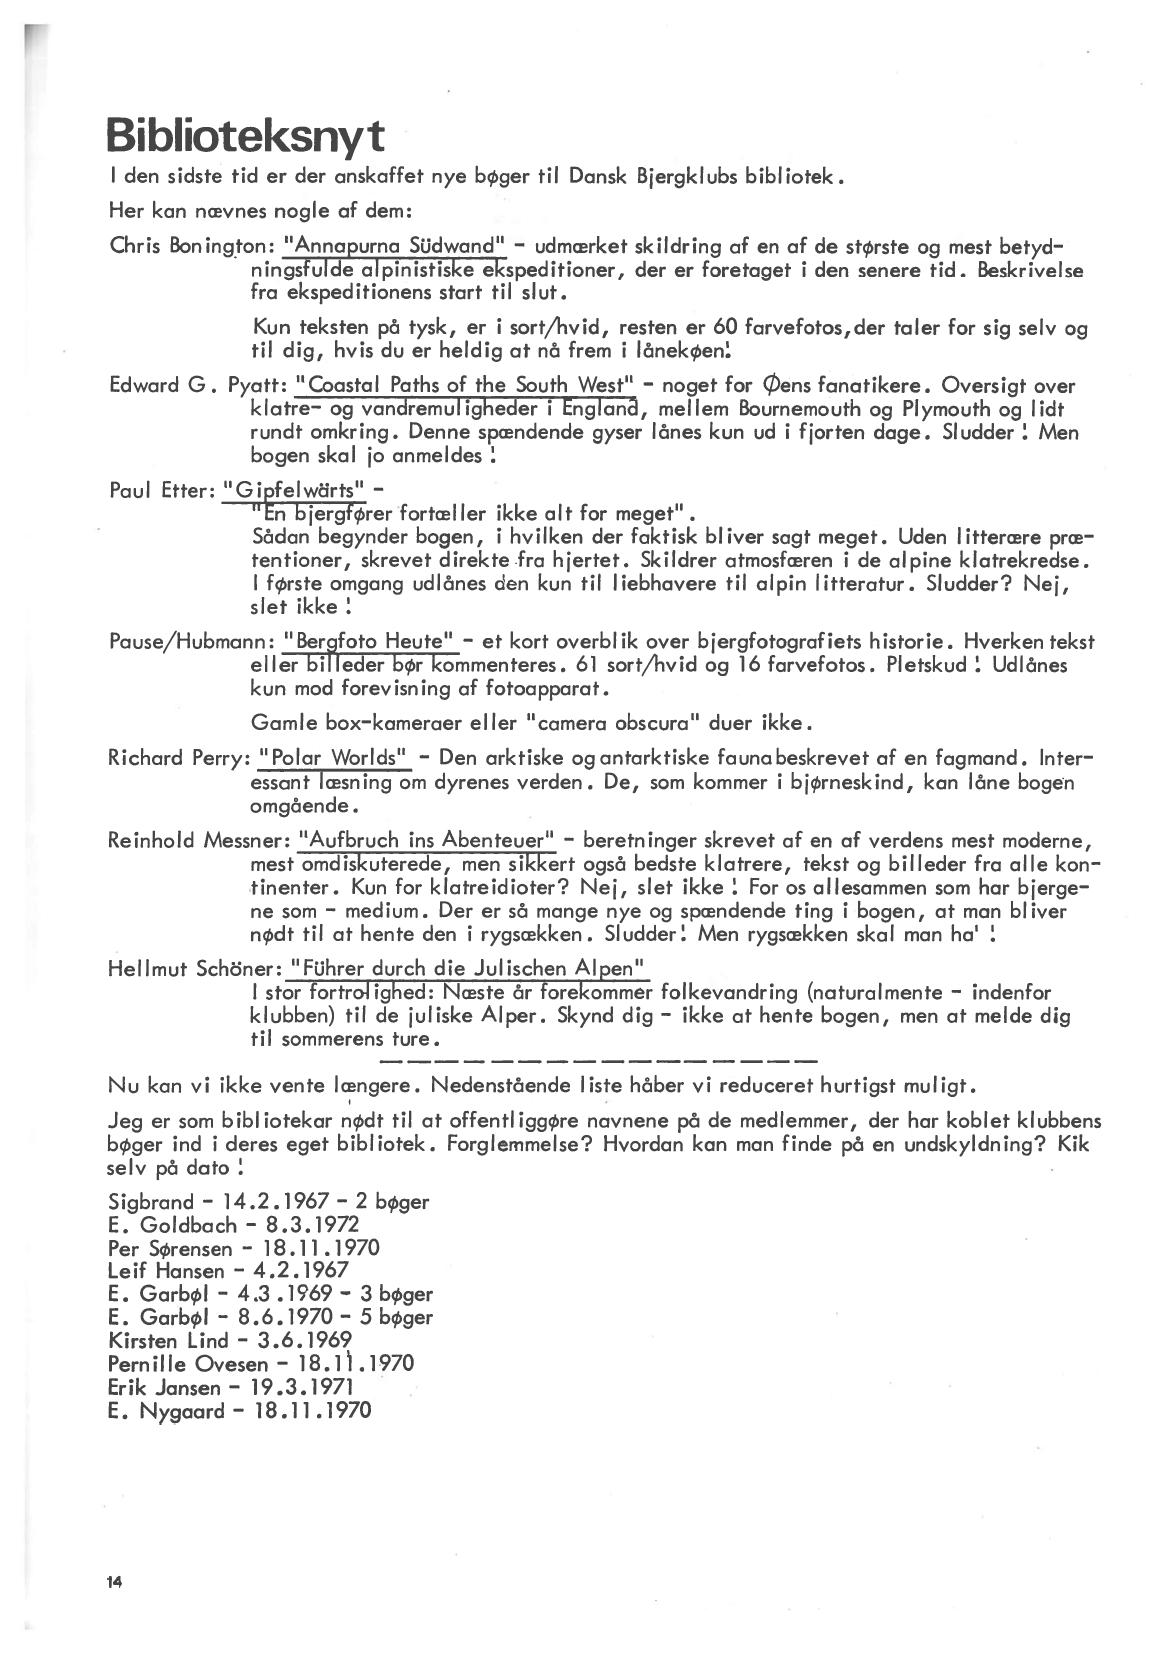 Biblioteksnyt
I den sidste tid er der anskaffet nye bøger til Dansk Bjergklubs bibliotek.
Her kan nævnes nogle af dem:
Chris Bonington: "Annapurna Südwand" - udmærket skildring af en af de største og mest betyd-
ningsfulde alpinistiske ekspeditioner, der er foretaget i den senere tid. Beskrivelse
fra ekspeditionens start til slut.
Kun teksten på tysk, er i sort/hvid, resten er 60 farvefotos, der taler for sig selv og
til dig, hvis du er heldig at nå frem i lånekøen!
Edward G. Pyatt: "Coastal Paths of the South West" - noget for Øens fanatikere. Oversigt over
klatre- og vandremuligheder i England, mellem Bournemouth og Plymouth og lidt
rundt omkring. Denne spændende gyser lånes kun ud i fjorten dage. Sludder! Men
bogen skal jo anmeldes!
Paul Etter: "Gipfelwärts" -
"En bjergfører fortæller ikke alt for meget".
Sådan begynder bogen, i hvilken der faktisk bliver sagt meget. Uden litterære præ-
tentioner, skrevet direkte fra hjertet. Skildrer atmosfæren i de alpine klatrekredse.
I første omgang udlånes den kun til liebhavere til alpin litteratur. Sludder? Nej,
slet ikke!
Pause/Hubmann: "Bergfoto Heute" - et kort overblik over bjergfotografiets historie. Hverken tekst
eller billeder bør kommenteres. 61 sort/hvid og 16 farvefotos. Pletskud! Udlånes
kun mod forevisning af fotoapparat.
Gamle box-kameraer eller "camera obscura" duer ikke.
Richard Perry: "Polar Worlds" - Den arktiske og antarktiske fauna beskrevet af en fagmand. Inter-
essant læsning om dyrenes verden. De, som kommer i bjørneskind, kan låne bogen
omgående.
Reinhold Messner: "Aufbruch ins Abenteuer" - beretninger skrevet af en af verdens mest moderne,
mest omdiskuterede, men sikkert også bedste klatrere, tekst og billeder fra alle kon-
tinenter. Kun for klatreidioter? Nej, slet ikke! For os allesammen som har bjerge-
ne som - medium. Der er så mange nye og spændende ting i bogen, at man bliver
nødt til at hente den i rygsækken. Sludder! Men rygsækken skal man ha' !
Hellmut Schöner: "Führer durch die Julischen Alpen"
I stor fortrolighed: Næste år forekommer folkevandring (naturalmente - indenfor
klubben) til de juliske Alper. Skynd dig - ikke at hente bogen, men at melde dig
til sommerens ture.
Nu kan vi ikke vente længere. Nedenstående liste håber vi reduceret hurtigst muligt.
Jeg er som bibliotekar nødt til at offentliggøre navnene på de medlemmer, der har koblet klubbens
bøger ind i deres eget bibliotek. Forglemmelse? Hvordan kan man finde på en undskyldning? Kik
selv på dato!
Sigbrand - 14.2.1967 - 2 bøger
E. Goldbach - 8.3.1972
Per Sørensen - 18.11.1970
Leif Hansen - 4.2.1967
E. Garbøl - 4.3.1969 - 3 bøger
E. Garbøl - 8.6.1970 - 5 bøger
Kirsten Lind - 3.6.1969
Pernille Ovesen - 18.11.1970
Erik Jansen - 19.3.1971
E. Nygaard - 18.11.1970
14